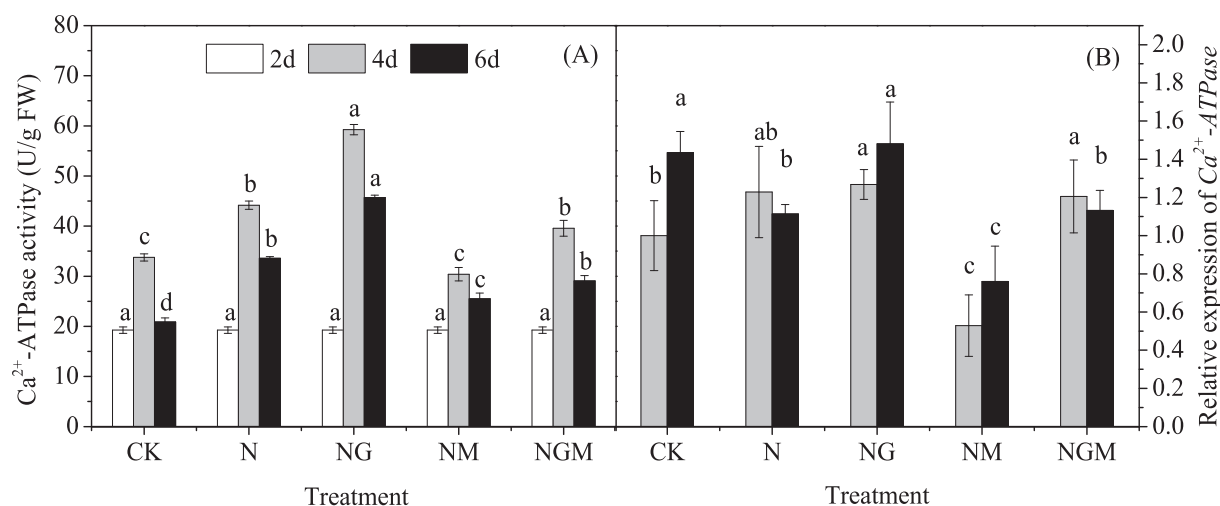 Ca²⁺-ATPase activity (U/g FW)
80
70
60
50
40
30
20
10
0
2d 4d 6d
(A)
a c d
a b b
a a a
a c c
a b b
CK N NG NM NGM
Treatment
(B)
b a
ab b
a a
c c
a b
CK N NG NM NGM
Treatment
2.0
1.8
1.6
1.4
1.2
1.0
0.8
0.6
0.4
0.2
0.0
Relative expression of Ca²⁺-ATPase